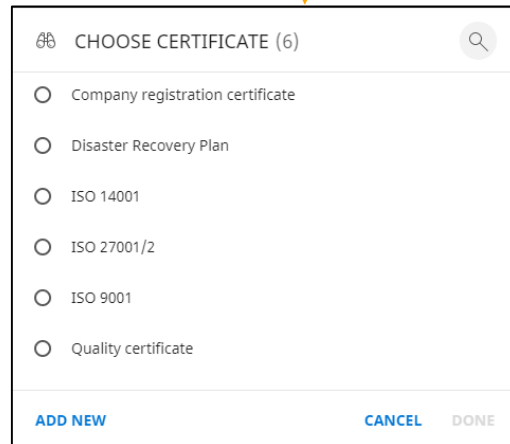 CHOOSE CERTIFICATE (6)
Company registration certificate
Disaster Recovery Plan
ISO 14001
ISO 27001/2
ISO 9001
Quality certificate
ADD NEW CANCEL DONE